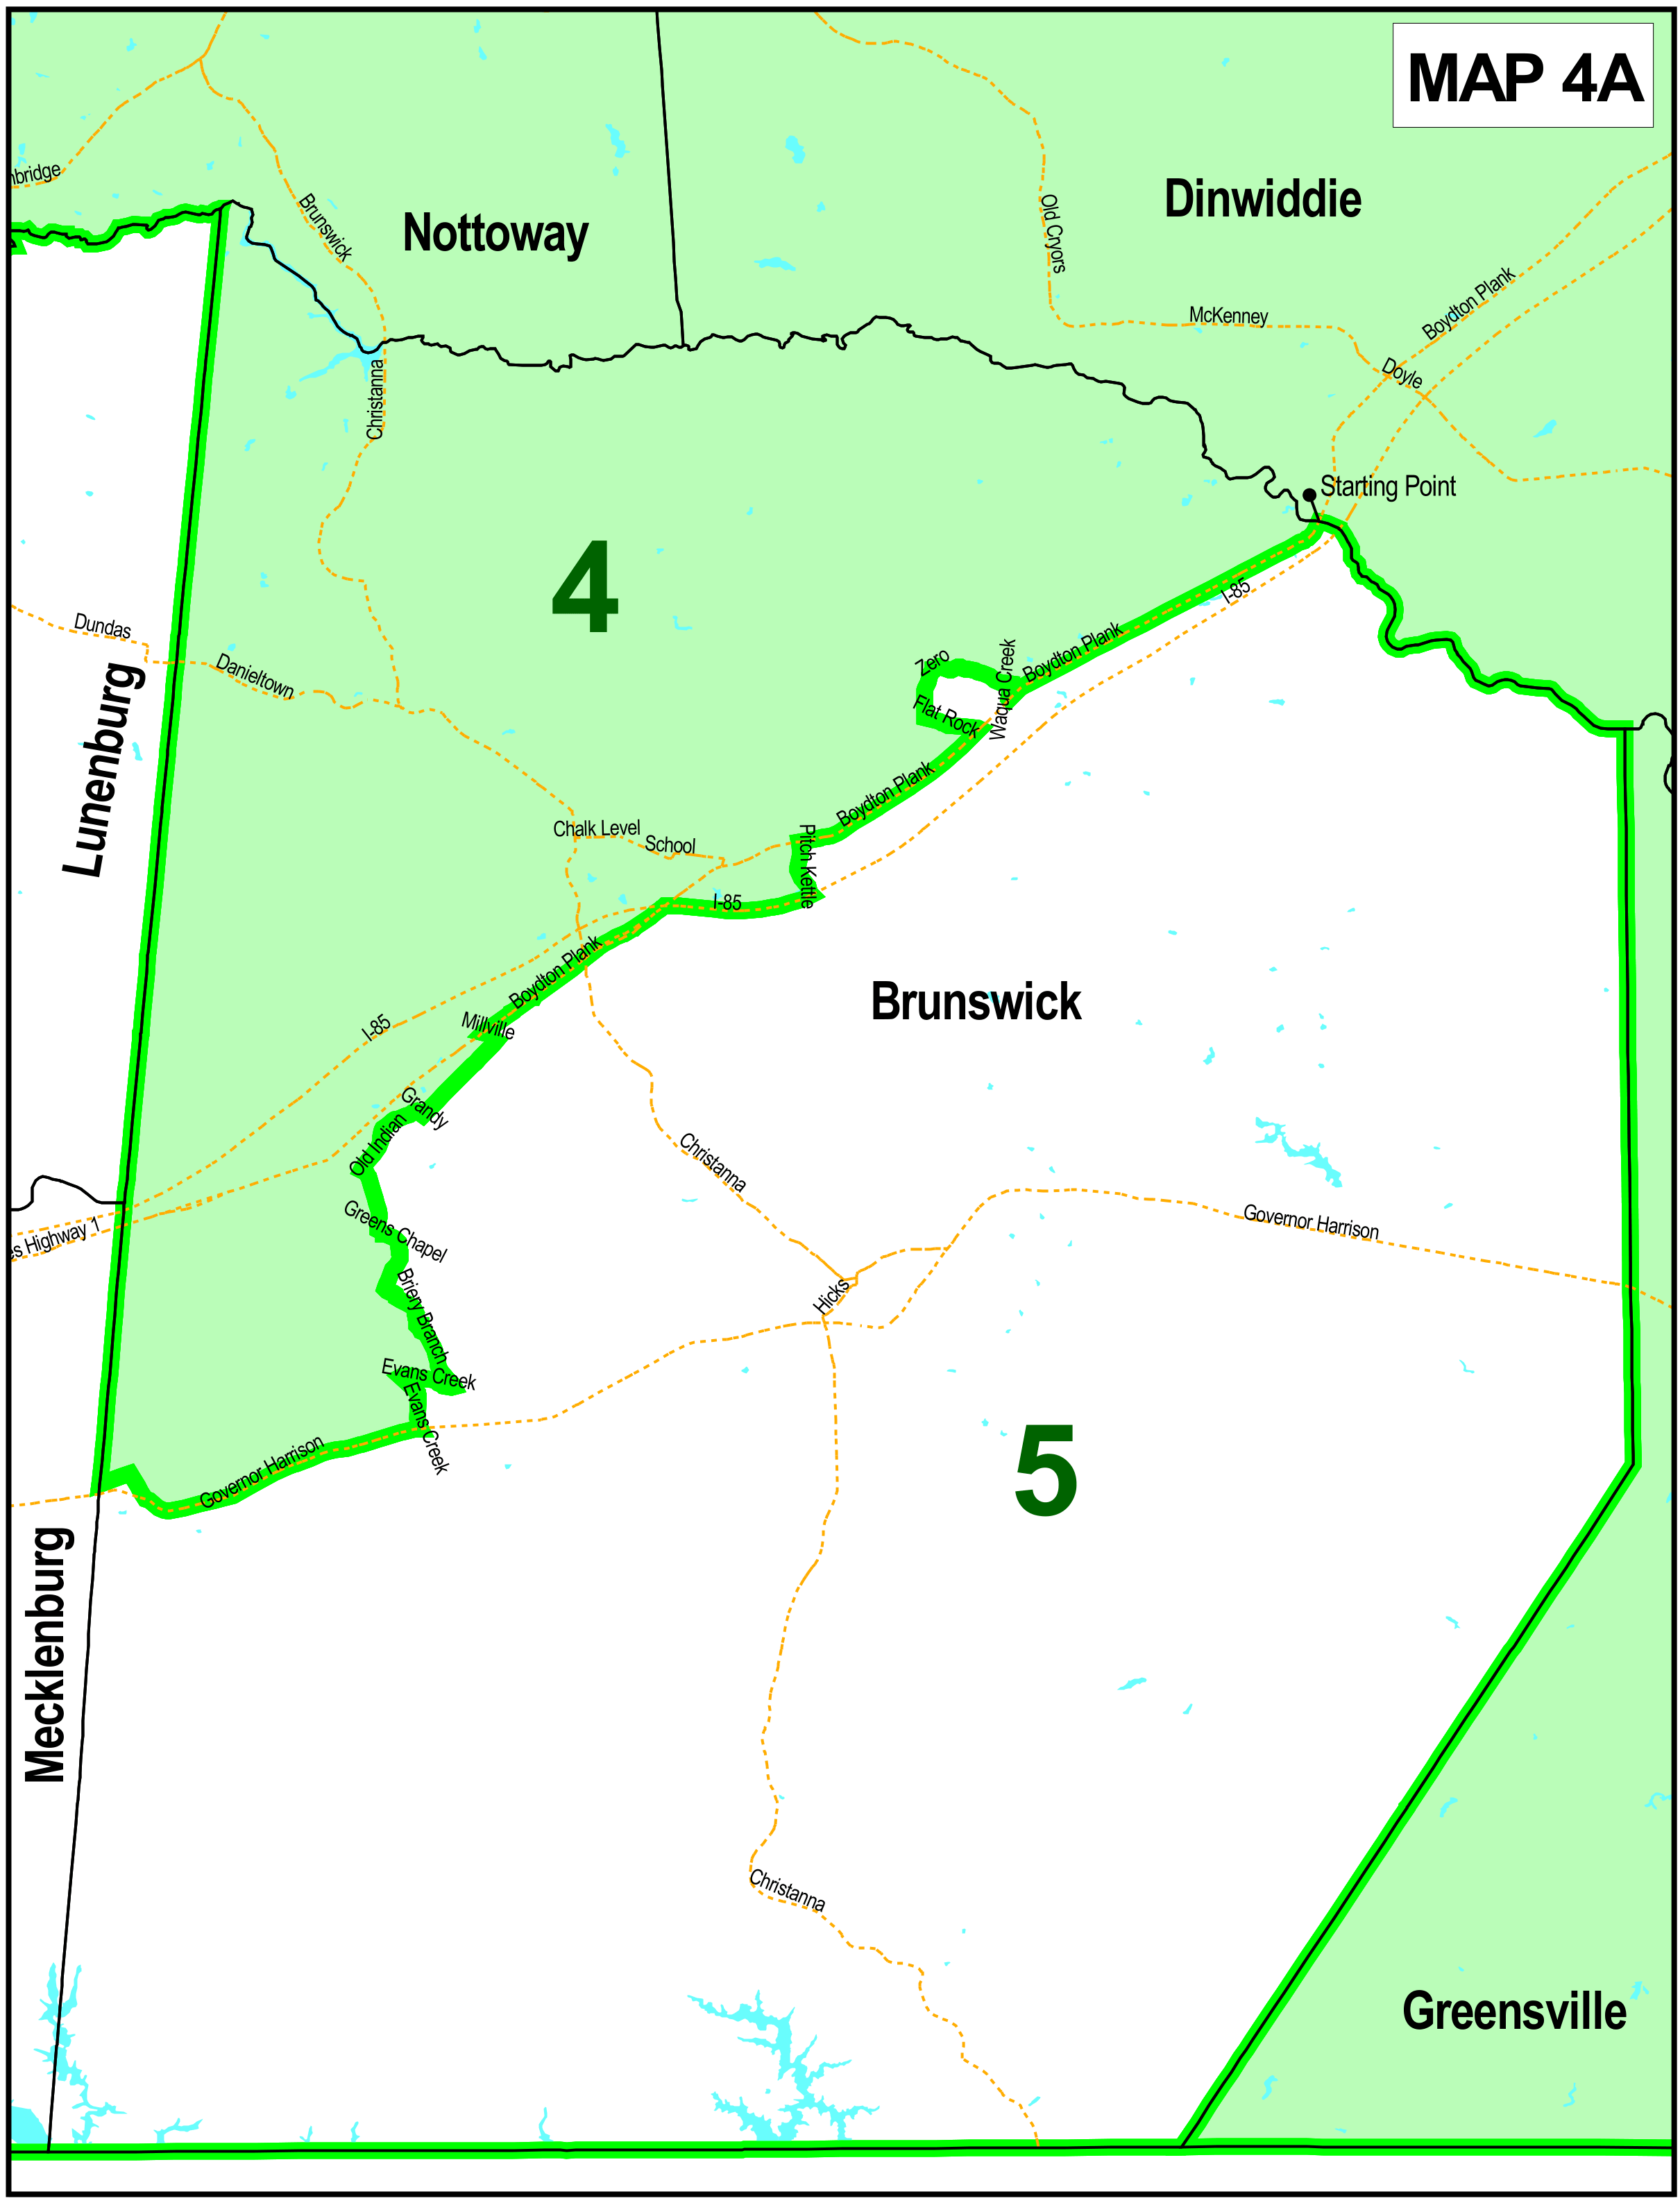 MAP 4A
nbridge
Brunswick
Nottoway
Dinwiddie
Old Cryors
McKenney
Boydton Plank
Doyle
Christanna
Starting Point
4
I-85
Dundas
Danieltown
Lunenburg
Zero
Waqua Creek
Boydton Plank
Flat Rock
Boydton Plank
Chalk Level
School
Pitch Kettle
I-85
Boydton Plank
Brunswick
Millville
I-85
Grandy
Old Indian
Christanna
Greens Chapel
es Highway 1
Governor Harrison
Briery Branch
Hicks
Evans Creek
Evans Creek
Governor Harrison
5
Mecklenburg
Christanna
Greensville